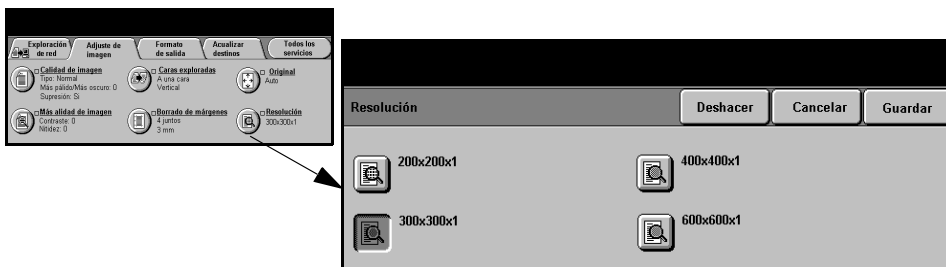 Exploración de red
Adjuste de imagen
Formato de salida
Acualizar destinos
Todos los servicios
Calidad de imagen
Tipo: Normal
Más pálido/Más oscuro: 0
Supresión: Sí
Caras exploradas
A una cara
Vertical
Original
Auto
Más alidad de imagen
Contraste: 0
Nitidez: 0
Borrado de márgenes
4 juntos
3 mm
Resolución
300x300x1
Resolución
Deshacer
Cancelar
Guardar
200x200x1
400x400x1
300x300x1
600x600x1